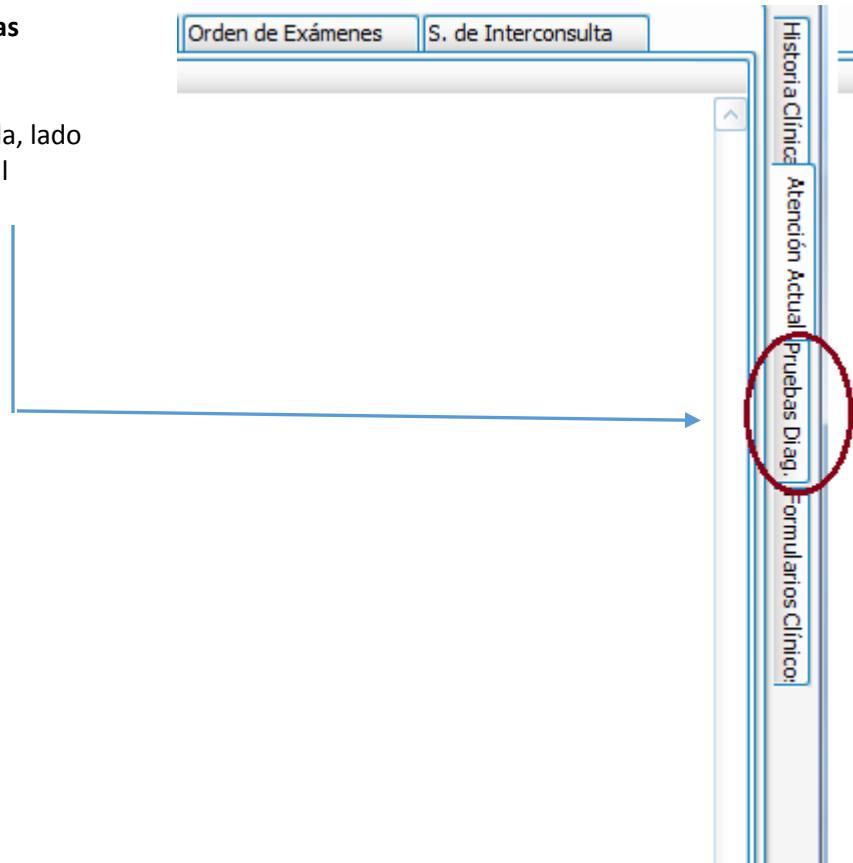 as
Orden de Exámenes
S. de Interconsulta
a, lado
l
Historia Clínica
Atención Actual
Pruebas Diag.
Formularios Clínico